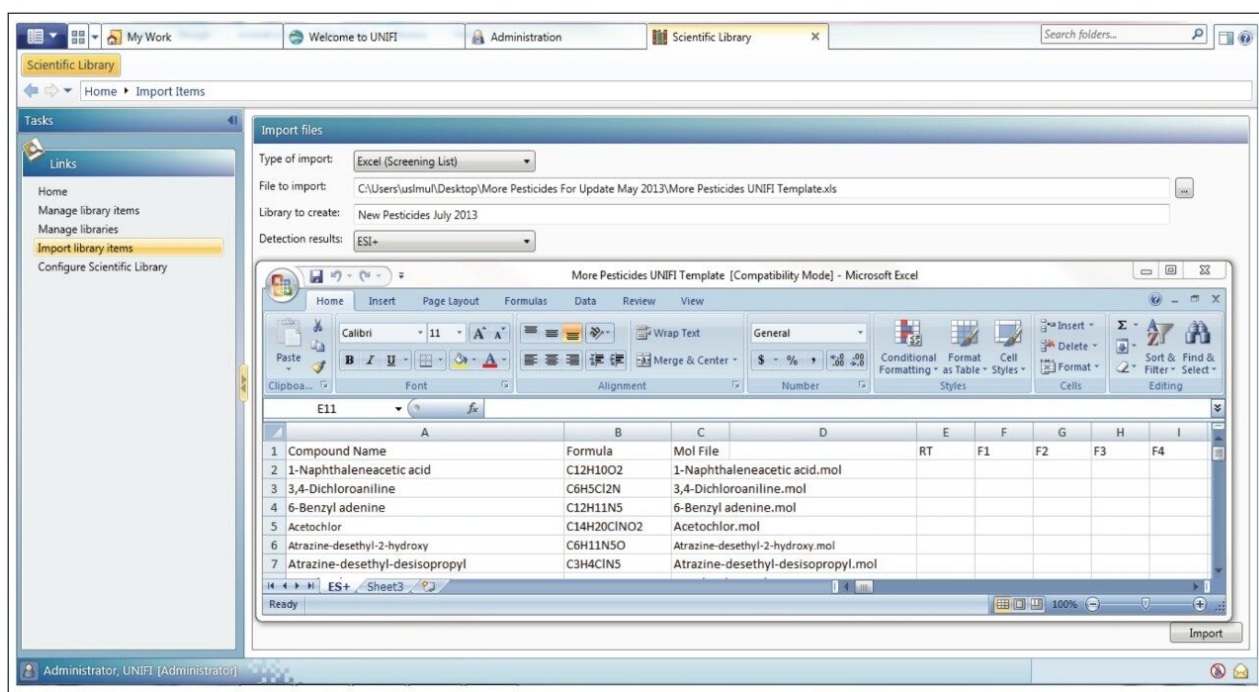 My Work
Welcome to UNIFI
Administration
Scientific Library
Search folders...
Scientific Library
Home Import Items
Tasks
Links
Home
Manage library items
Manage libraries
Import library items
Configure Scientific Library
Import files
Type of import: Excel (Screening List)
File to import: C:\Users\uslmul\Desktop\More Pesticides For Update May 2013\More Pesticides UNIFI Template.xls
Library to create: New Pesticides July 2013
Detection results: ESI+
More Pesticides UNIFI Template [Compatibility Mode] - Microsoft Excel
Home Insert Page Layout Formulas Data Review View
Calibri 11 A A Wrap Text General Insert Σ
Paste B I U A Merge & Center $ % , .0 .00 .00 .0 Conditional Formatting Format as Table Cell Styles Delete Format Sort & Filter Find & Select
Clipboa... Font Alignment Number Styles Cells Editing
E11 fx
A B C D E F G H I
1 Compound Name Formula Mol File RT F1 F2 F3 F4
2 1-Naphthaleneacetic acid C12H10O2 1-Naphthaleneacetic acid.mol
3 3,4-Dichloroaniline C6H5Cl2N 3,4-Dichloroaniline.mol
4 6-Benzyl adenine C12H11N5 6-Benzyl adenine.mol
5 Acetochlor C14H20ClNO2 Acetochlor.mol
6 Atrazine-desethyl-2-hydroxy C6H11N5O Atrazine-desethyl-2-hydroxy.mol
7 Atrazine-desethyl-desisopropyl C3H4ClN5 Atrazine-desethyl-desisopropyl.mol
ES+ Sheet3
Ready 100%
Import
Administrator, UNIFI [Administrator]